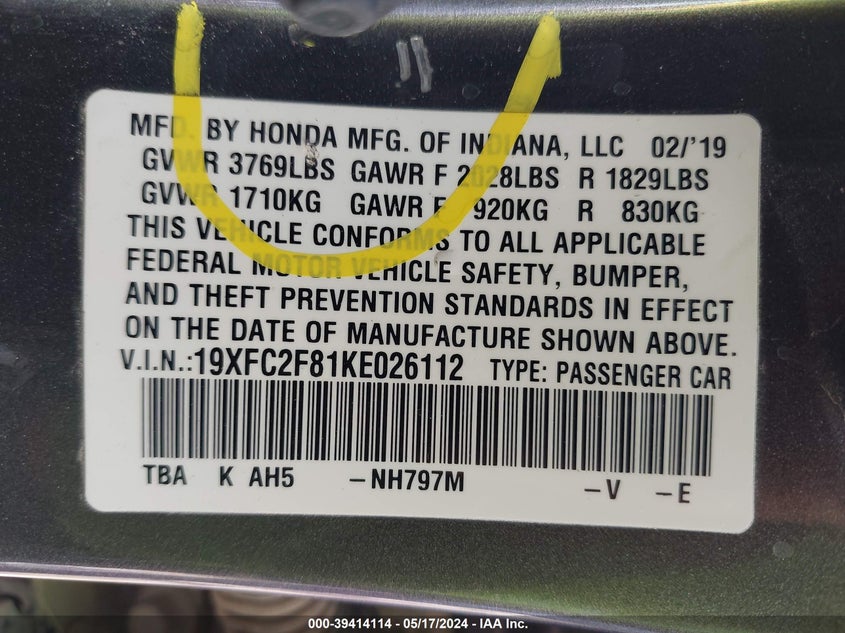 MFD. BY HONDA MFG. OF INDIANA, LLC 02/'19
GVWR 3769LBS GAWR F 2028LBS R 1829LBS
GVWR 1710KG GAWR F 920KG R 830KG
THIS VEHICLE CONFORMS TO ALL APPLICABLE
FEDERAL MOTOR VEHICLE SAFETY, BUMPER,
AND THEFT PREVENTION STANDARDS IN EFFECT
ON THE DATE OF MANUFACTURE SHOWN ABOVE.
V.I.N.:19XFC2F81KE026112 TYPE: PASSENGER CAR
TBA K AH5 –NH797M –V –E
000-39414114 — 05/17/2024 — IAA Inc.